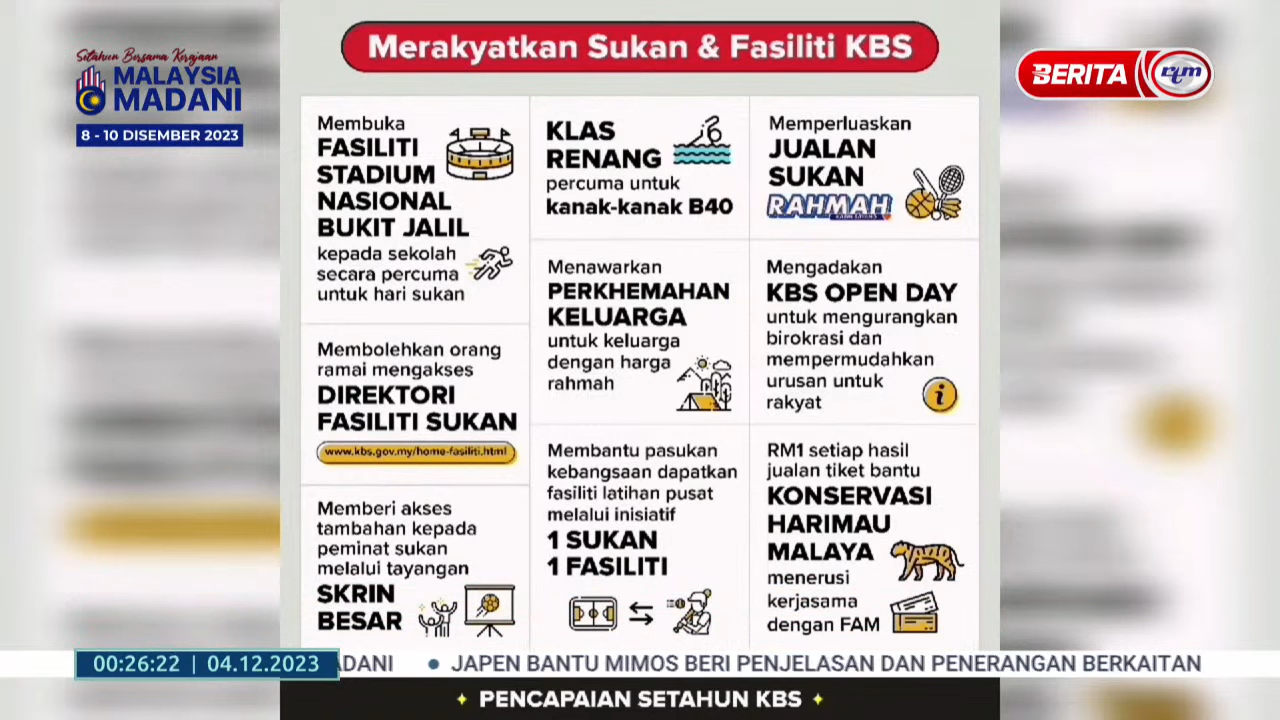 Merakyatkan Sukan & Fasiliti KBS
Setahun Bersama Kerajaan
MALAYSIA
MADANI
8 - 10 DISEMBER 2023
BERITA rtm
Membuka
FASILITI
STADIUM
NASIONAL
BUKIT JALIL
kepada sekolah
secara percuma
untuk hari sukan
Membolehkan orang
ramai mengakses
DIREKTORI
FASILITI SUKAN
www.kbs.gov.my/home-fasiliti.html
Memberi akses
tambahan kepada
peminat sukan
melalui tayangan
SKRIN
BESAR
KLAS
RENANG
percuma untuk
kanak-kanak B40
Menawarkan
PERKHEMAHAN
KELUARGA
untuk keluarga
dengan harga
rahmah
Membantu pasukan
kebangsaan dapatkan
fasiliti latihan pusat
melalui inisiatif
1 SUKAN
1 FASILITI
Memperluaskan
JUALAN
SUKAN
RAHMAH
Mengadakan
KBS OPEN DAY
untuk mengurangkan
birokrasi dan
mempermudahkan
urusan untuk
rakyat
i
RM1 setiap hasil
jualan tiket bantu
KONSERVASI
HARIMAU
MALAYA
menerusi
kerjasama
dengan FAM
00:26:22 | 04.12.2023 ADANI • JAPEN BANTU MIMOS BERI PENJELASAN DAN PENERANGAN BERKAITAN
PENCAPAIAN SETAHUN KBS